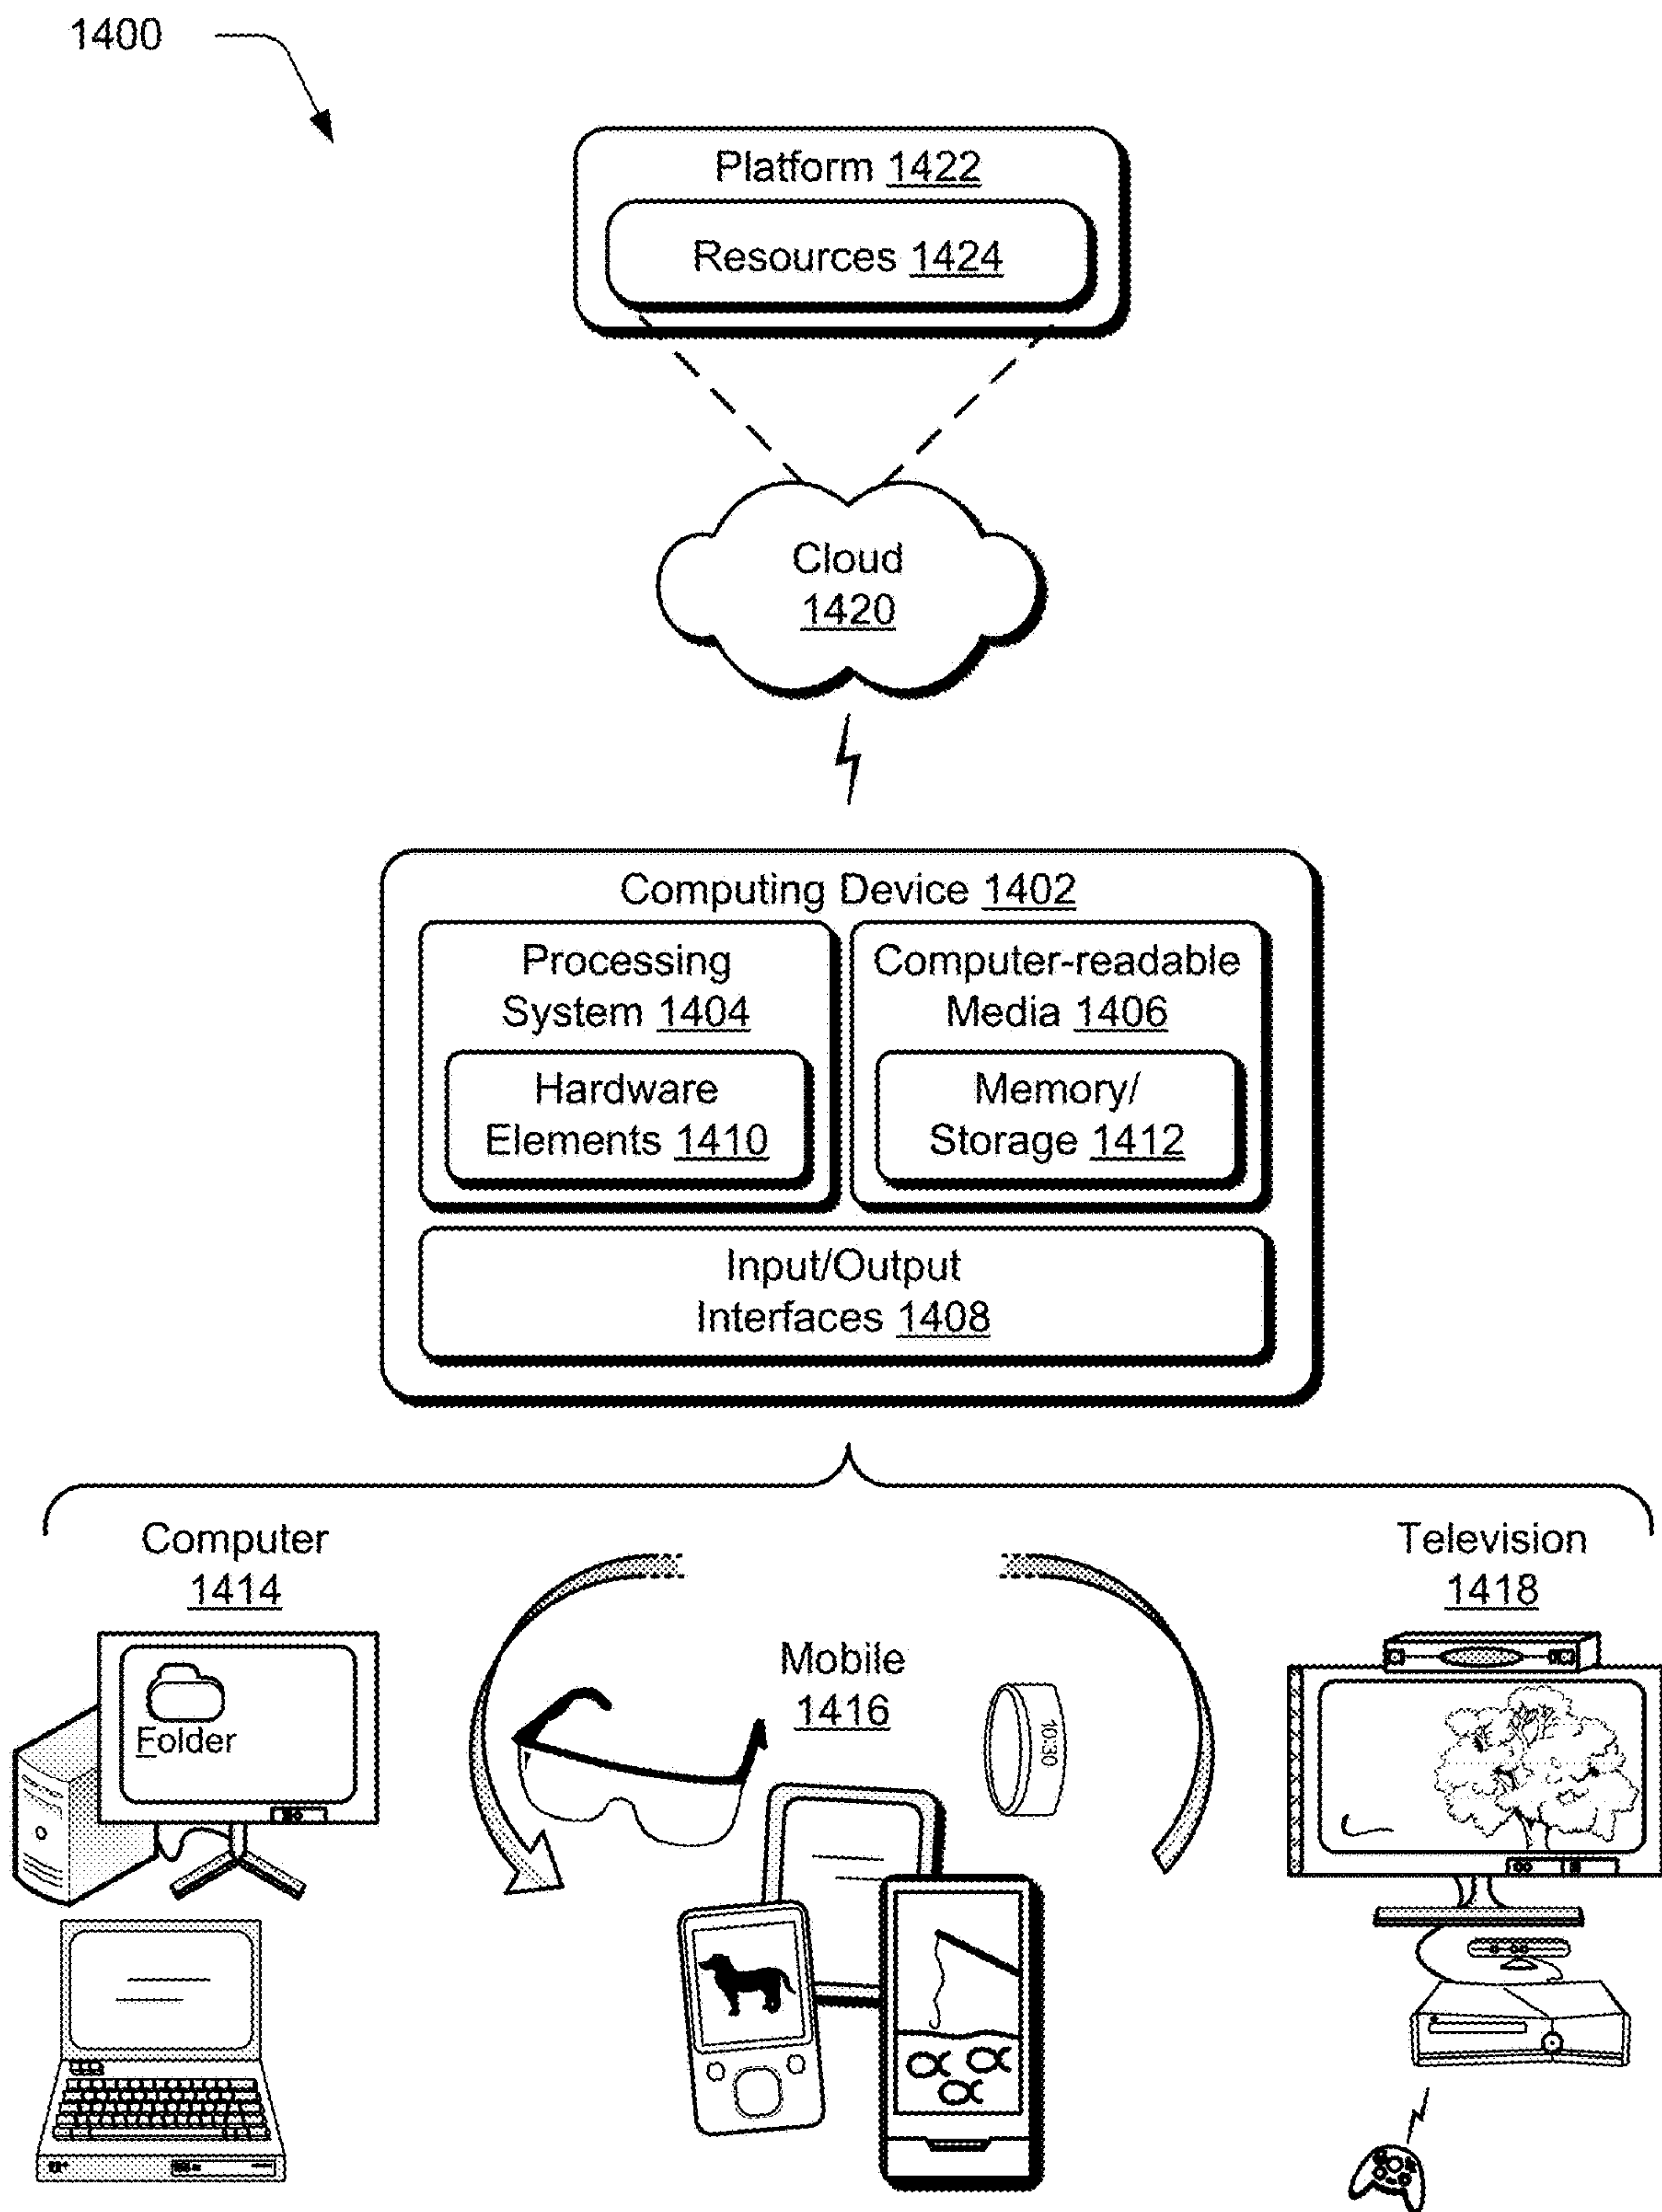 1400
Platform 1422
Resources 1424
Cloud
1420
Computing Device 1402
Processing
System 1404
Computer-readable
Media 1406
Hardware
Elements 1410
Memory/
Storage 1412
Input/Output
Interfaces 1408
Computer
1414
Television
1418
Mobile
1416
Folder
10:30